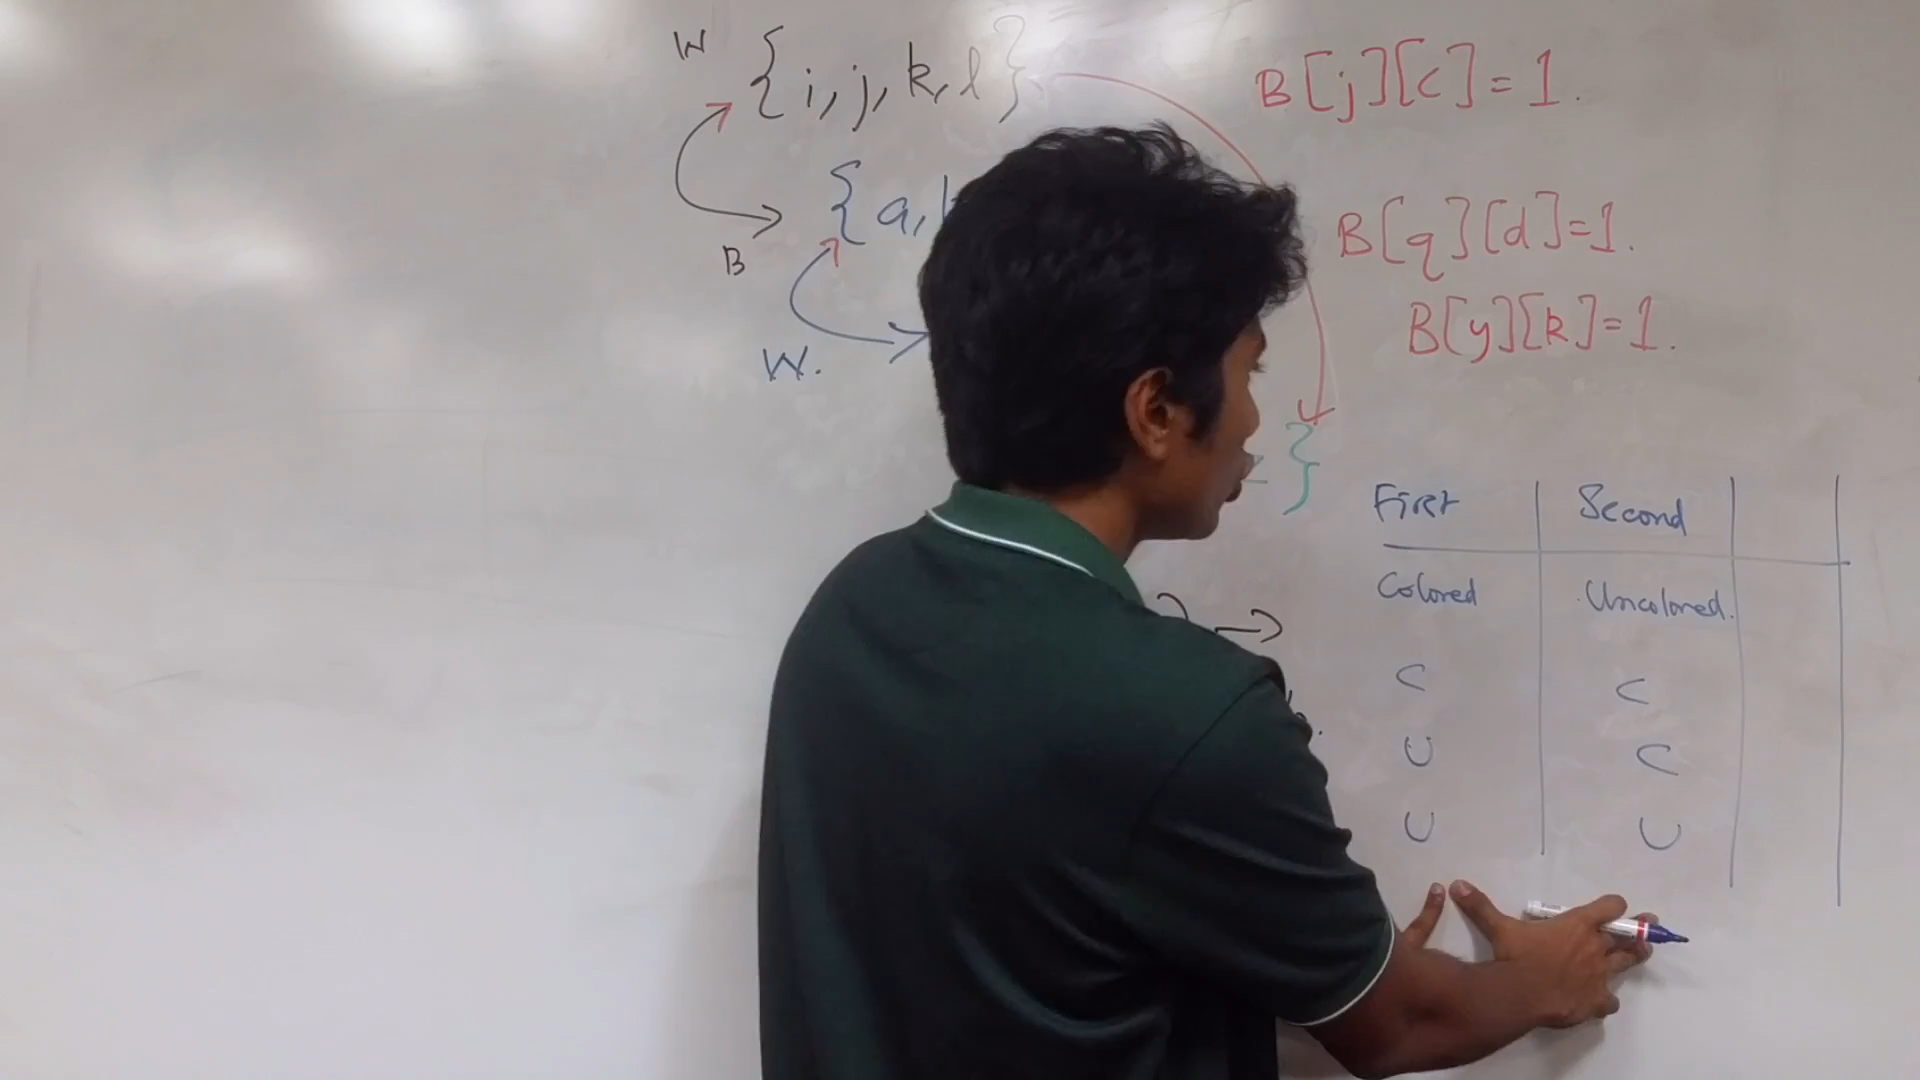 W {i, j, k, l}
B[j][c]=1.
{a,
B
B[q][d]=1.
W.
B[y][k]=1.
}
First Second
Colored Uncolored.
C C
U C
U U